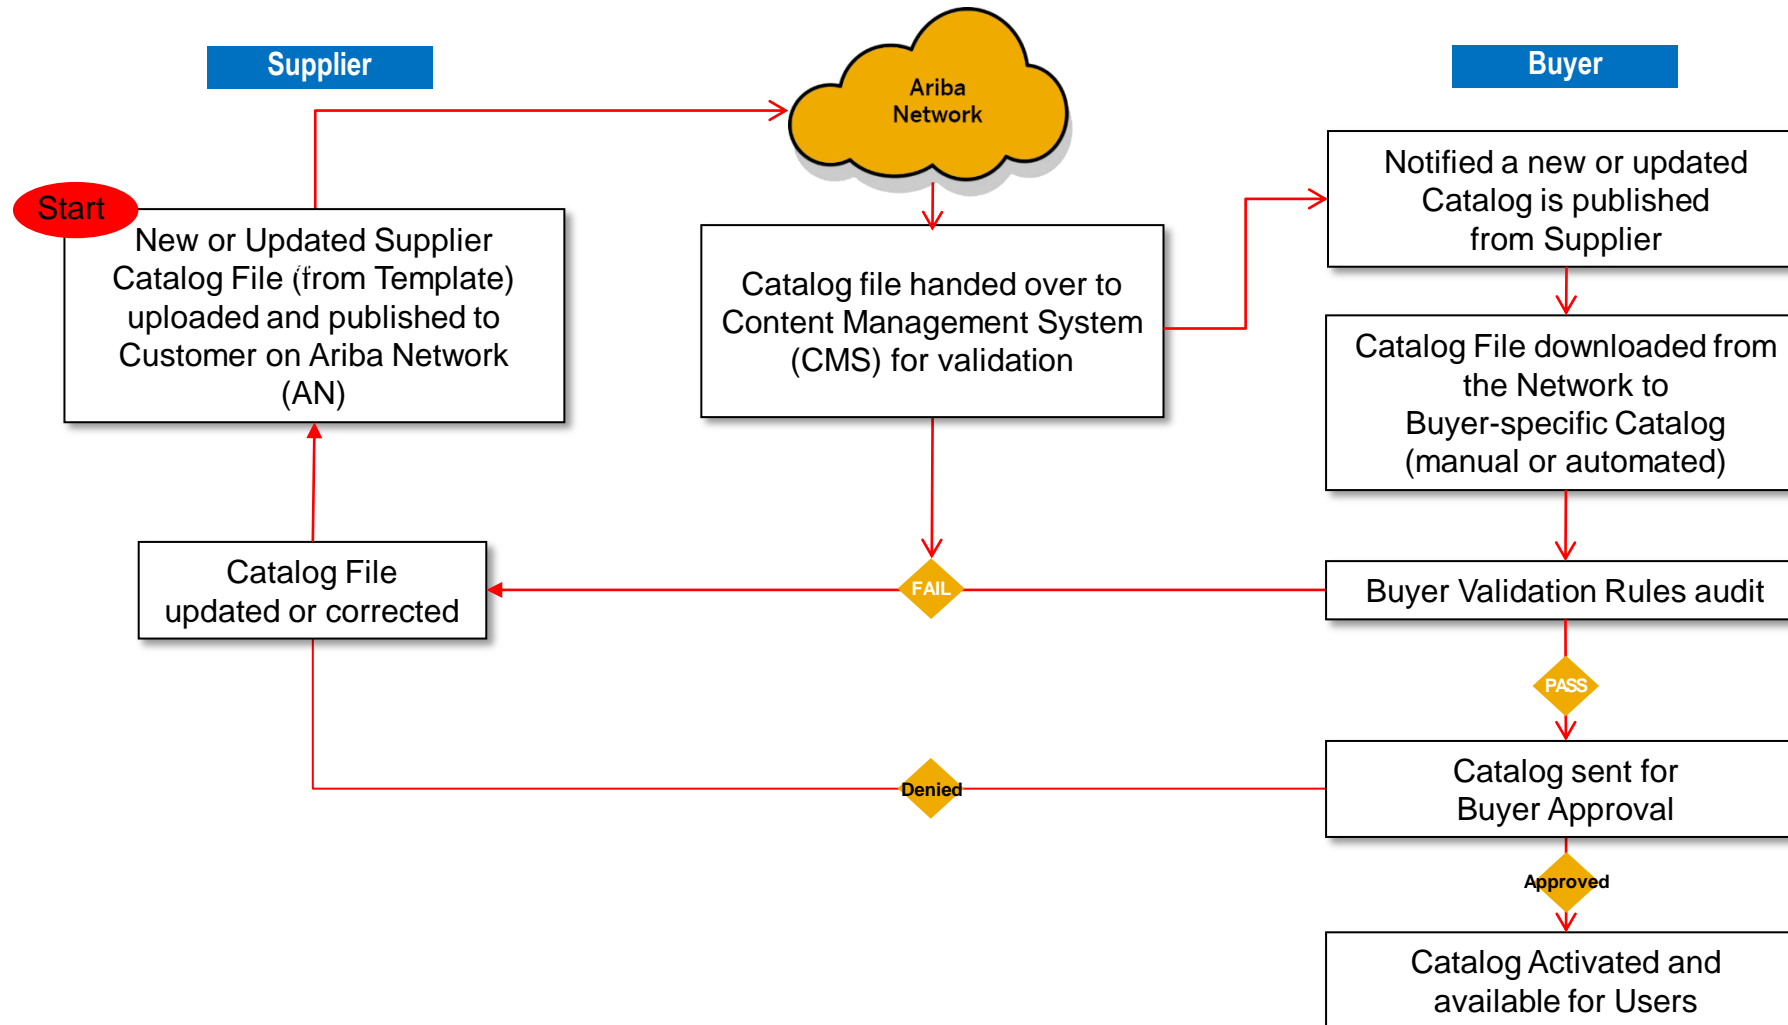 Supplier
Ariba
Network
Buyer
Start
New or Updated Supplier
Catalog File (from Template)
uploaded and published to
Customer on Ariba Network
(AN)
Catalog file handed over to
Content Management System
(CMS) for validation
Notified a new or updated
Catalog is published
from Supplier
Catalog File downloaded from
the Network to
Buyer-specific Catalog
(manual or automated)
Catalog File
updated or corrected
FAIL
Buyer Validation Rules audit
PASS
Denied
Catalog sent for
Buyer Approval
Approved
Catalog Activated and
available for Users